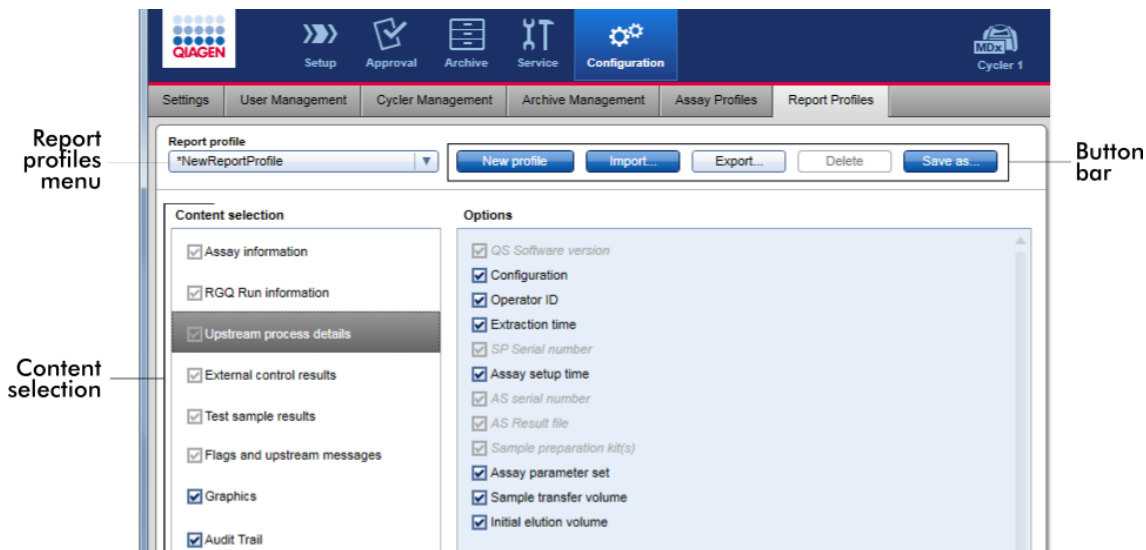 QIAGEN
Setup
Approval
Archive
Service
Configuration
MDx
Cycler 1
Settings
User Management
Cycler Management
Archive Management
Assay Profiles
Report Profiles
Report
profiles
menu
Report profile
*NewReportProfile
New profile
Import...
Export...
Delete
Save as...
Button
bar
Content selection
Options
Assay information
RGQ Run information
Upstream process details
External control results
Test sample results
Flags and upstream messages
Graphics
Audit Trail
Content
selection
QS Software version
Configuration
Operator ID
Extraction time
SP Serial number
Assay setup time
AS serial number
AS Result file
Sample preparation kit(s)
Assay parameter set
Sample transfer volume
Initial elution volume